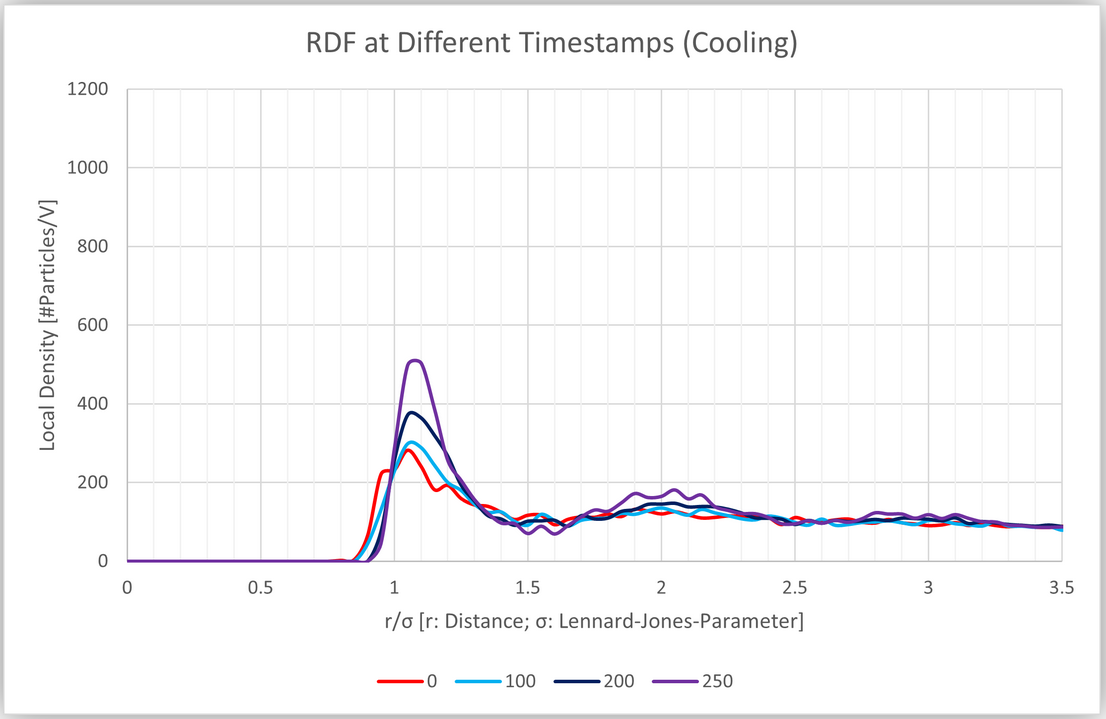 RDF at Different Timestamps (Cooling)
1200
1000
800
600
400
200
0
Local Density [#Particles/V]
0 0.5 1 1.5 2 2.5 3 3.5
r/σ [r: Distance; σ: Lennard-Jones-Parameter]
0 100 200 250